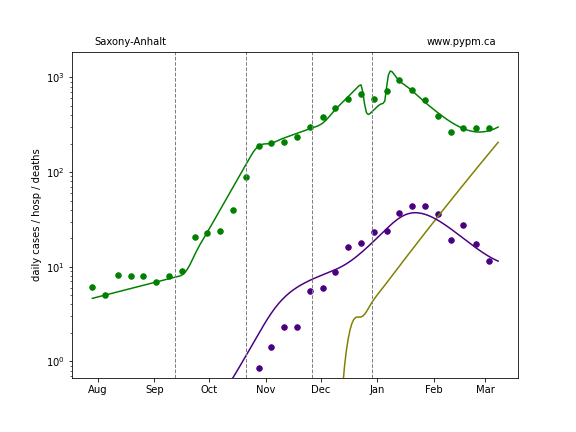 Saxony-Anhalt www.pypm.ca
daily cases / hosp / deaths
10³
10²
10¹
10⁰
Aug Sep Oct Nov Dec Jan Feb Mar